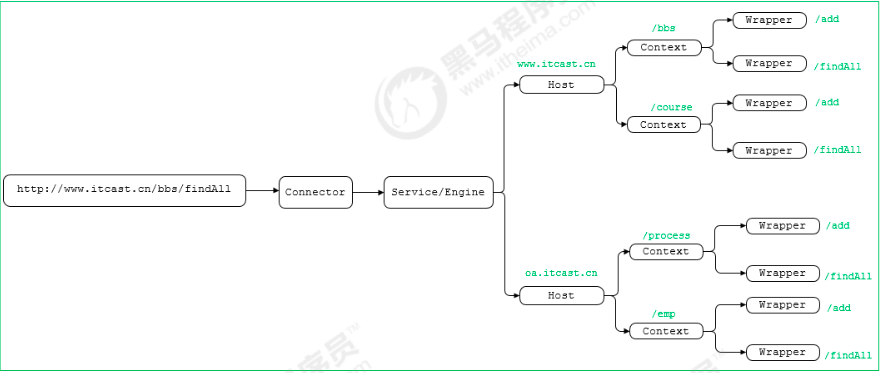 黑马程序员™
www.itheima.com
/bbs
Context
Wrapper
/add
Wrapper
/findAll
www.itcast.cn
Host
/course
Context
Wrapper
/add
Wrapper
/findAll
http://www.itcast.cn/bbs/findAll
Connector
Service/Engine
/process
Context
Wrapper
/add
Wrapper
/findAll
oa.itcast.cn
Host
/emp
Context
Wrapper
/add
Wrapper
/findAll